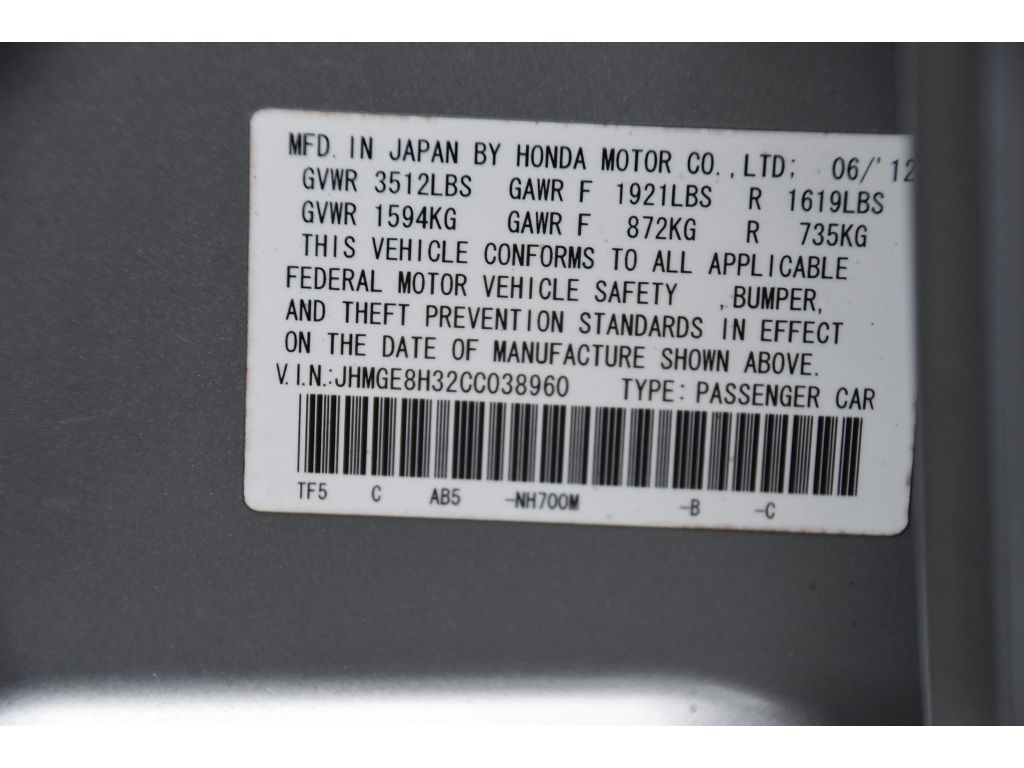 MFD. IN JAPAN BY HONDA MOTOR CO.,LTD; 06/'12
GVWR 3512LBS GAWR F 1921LBS R 1619LBS
GVWR 1594KG GAWR F 872KG R 735KG
THIS VEHICLE CONFORMS TO ALL APPLICABLE
FEDERAL MOTOR VEHICLE SAFETY ,BUMPER,
AND THEFT PREVENTION STANDARDS IN EFFECT
ON THE DATE OF MANUFACTURE SHOWN ABOVE.
V.I.N.:JHMGE8H32CC038960 TYPE:PASSENGER CAR
TF5 C AB5 -NH700M -B -C